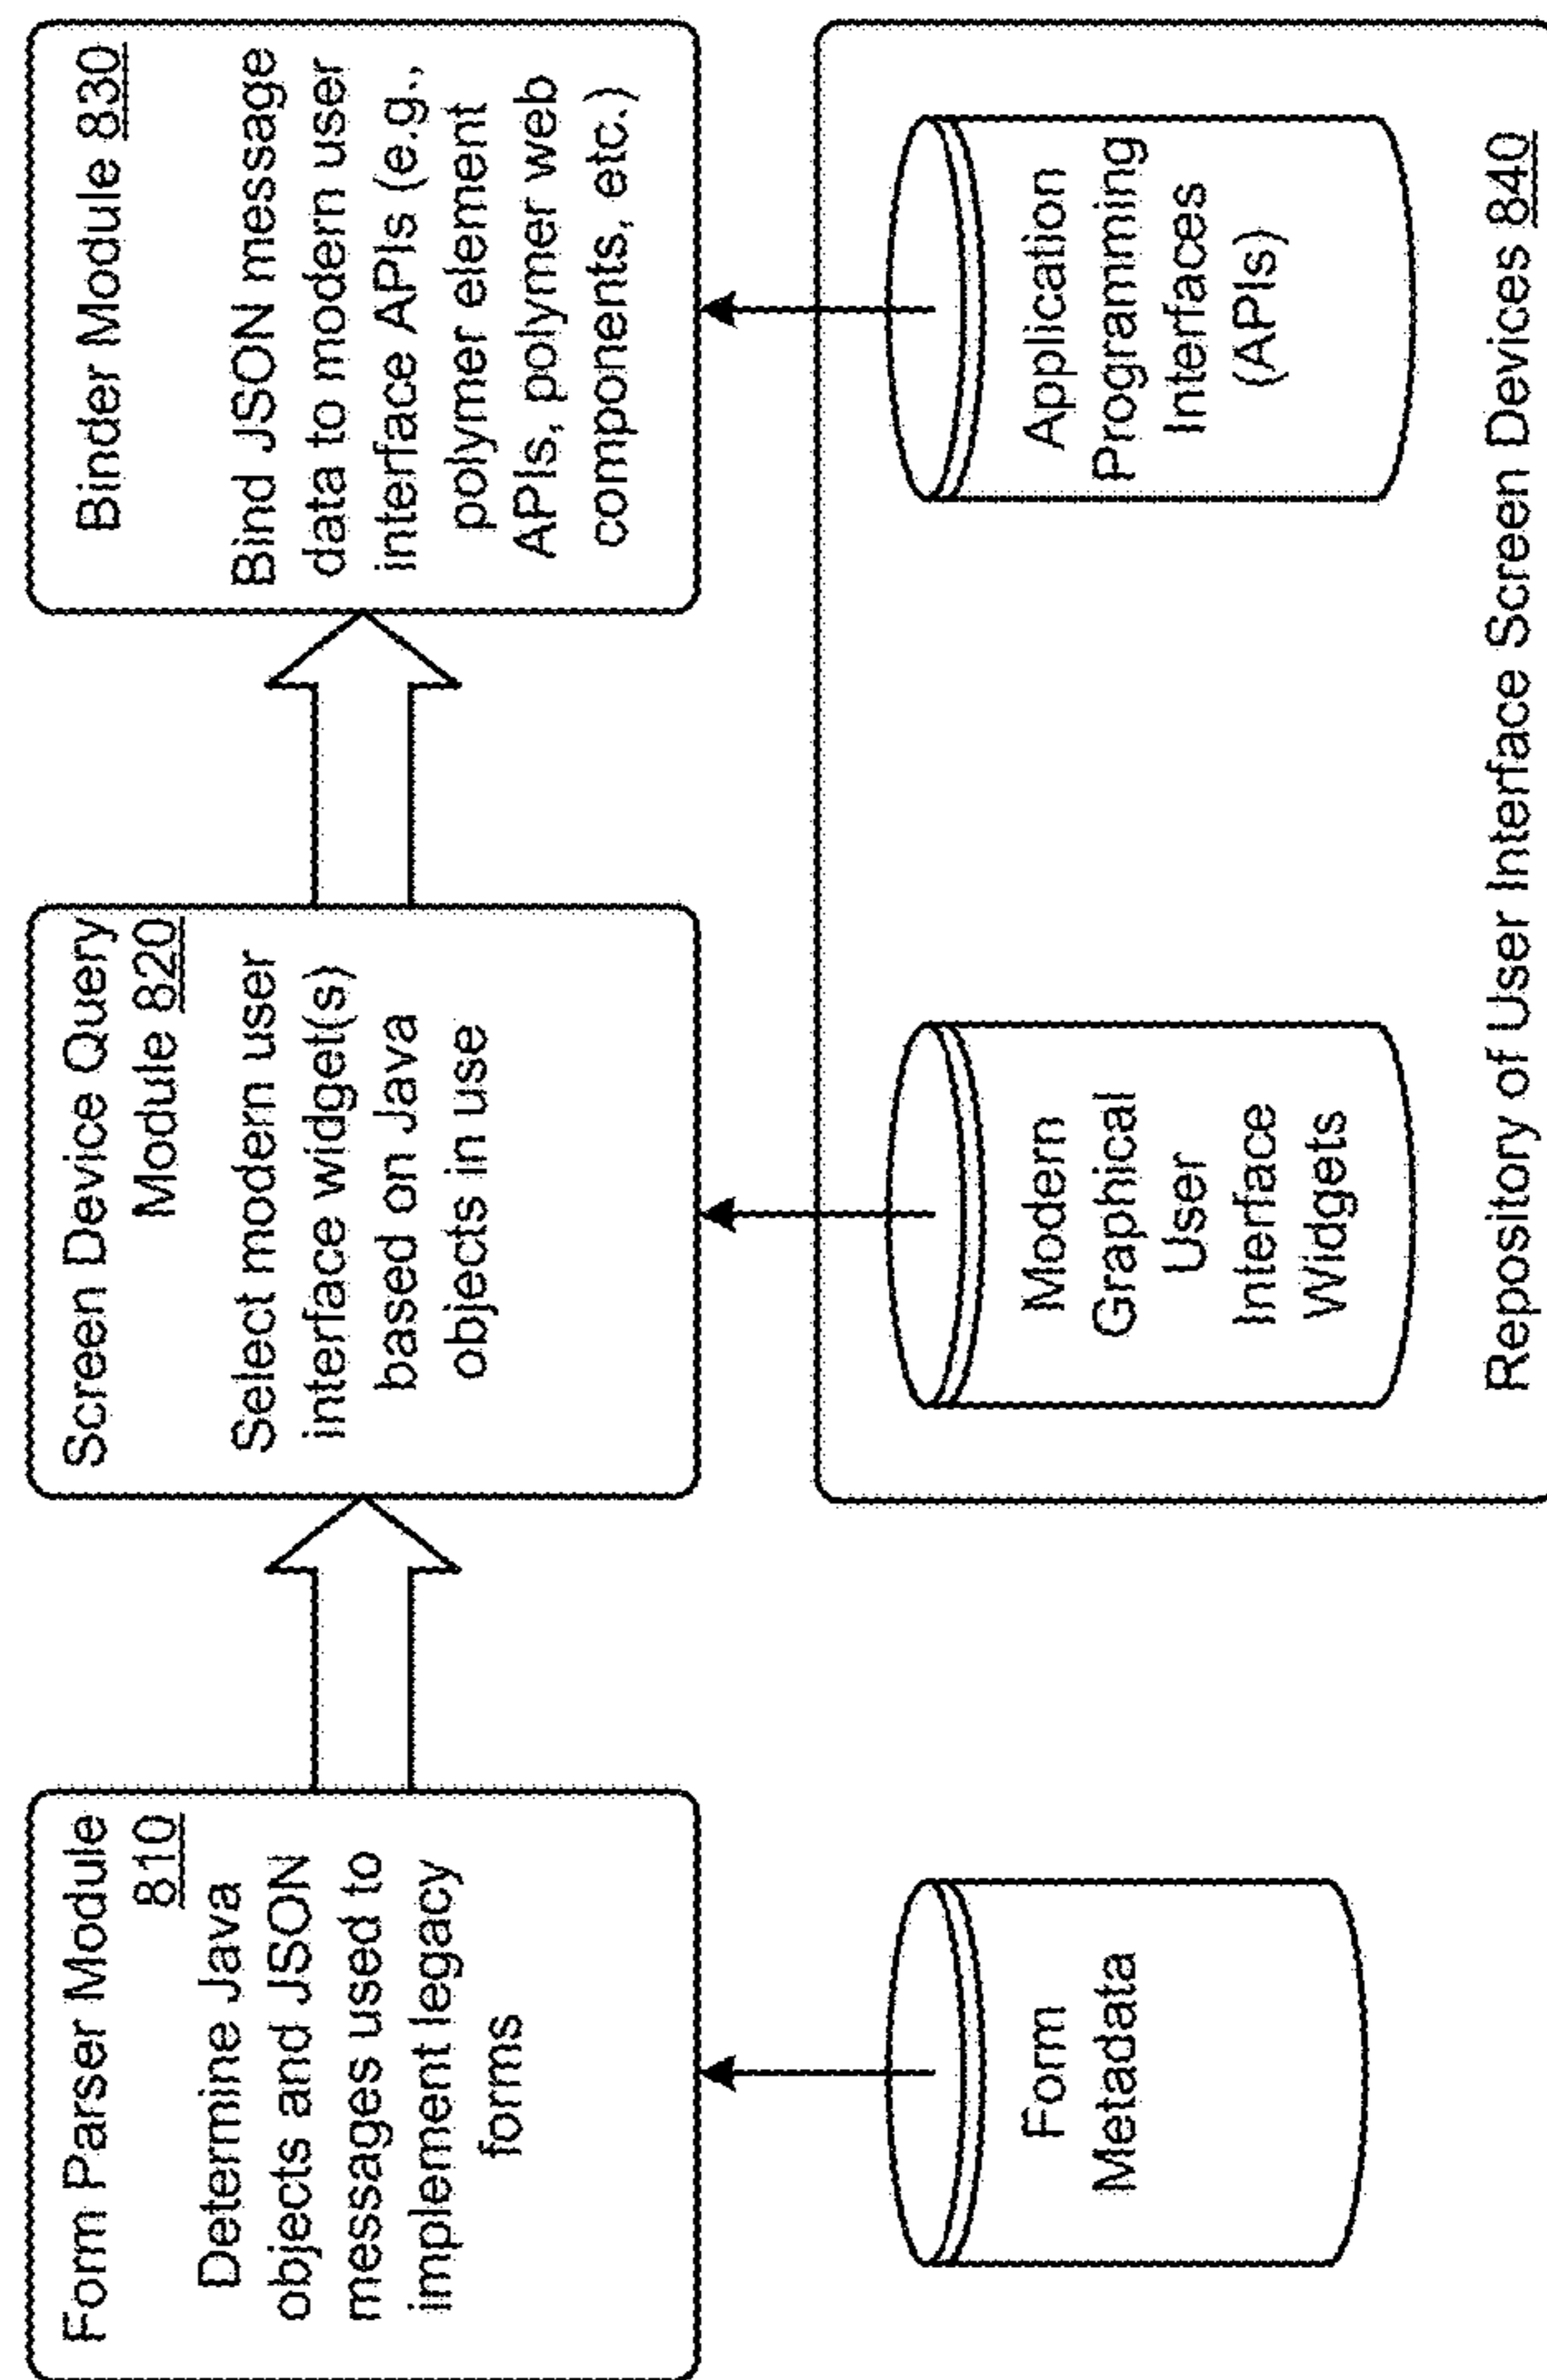 Form Parser Module
810
Determine Java
objects and JSON
messages used to
implement legacy
forms
Screen Device Query
Module 820
Select modern user
interface widget(s)
based on Java
objects in use
Binder Module 830
Bind JSON message
data to modern user
interface APIs (e.g.,
polymer element
APIs, polymer web
components, etc.)
Form
Metadata
Modern
Graphical
User
Interface
Widgets
Application
Programming
Interfaces
(APIs)
Repository of User Interface Screen Devices 840